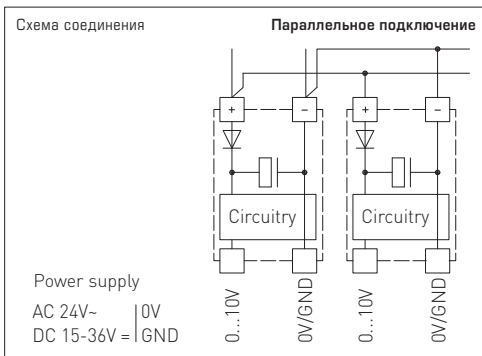 Схема соединения
Параллельное подключение
+ − + −
Circuitry Circuitry
Power supply
AC 24V~ 0V
DC 15-36V = GND
0...10V
0V/GND
0...10V
0V/GND